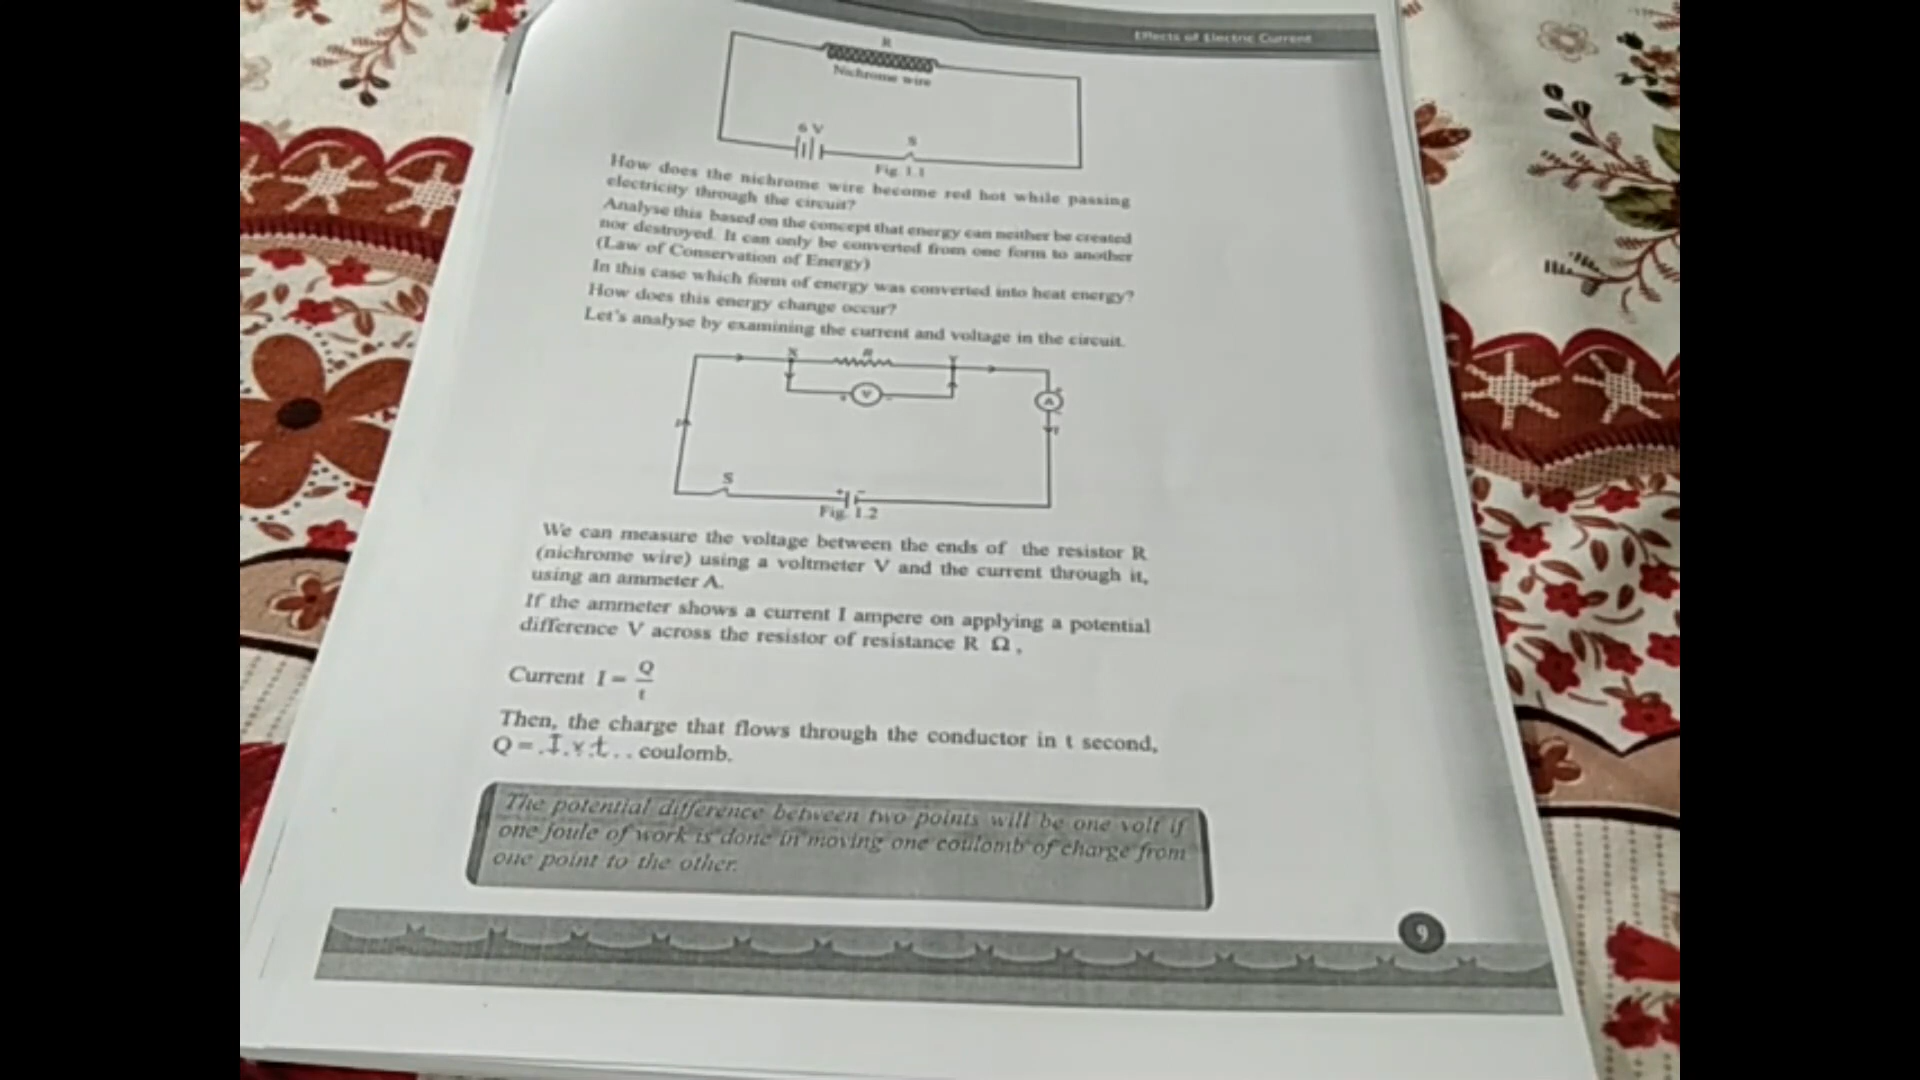 Effects of Electric Current
R
Nichrome wire
6 V
S
Fig 1.1
How does the nichrome wire become red hot while passing
electricity through the circuit?
Analyse this based on the concept that energy can neither be created
nor destroyed. It can only be converted from one form to another
(Law of Conservation of Energy)
In this case which form of energy was converted into heat energy?
How does this energy change occur?
Let's analyse by examining the current and voltage in the circuit.
X R Y
+ V -
+
A
-
I
S
+ -
Fig. 1.2
We can measure the voltage between the ends of the resistor R
(nichrome wire) using a voltmeter V and the current through it,
using an ammeter A.
If the ammeter shows a current I ampere on applying a potential
difference V across the resistor of resistance R Ω,
Current I = Q
t
Then, the charge that flows through the conductor in t second,
Q = .I.x.t.. coulomb.
The potential difference between two points will be one volt if
one joule of work is done in moving one coulomb of charge from
one point to the other.
9